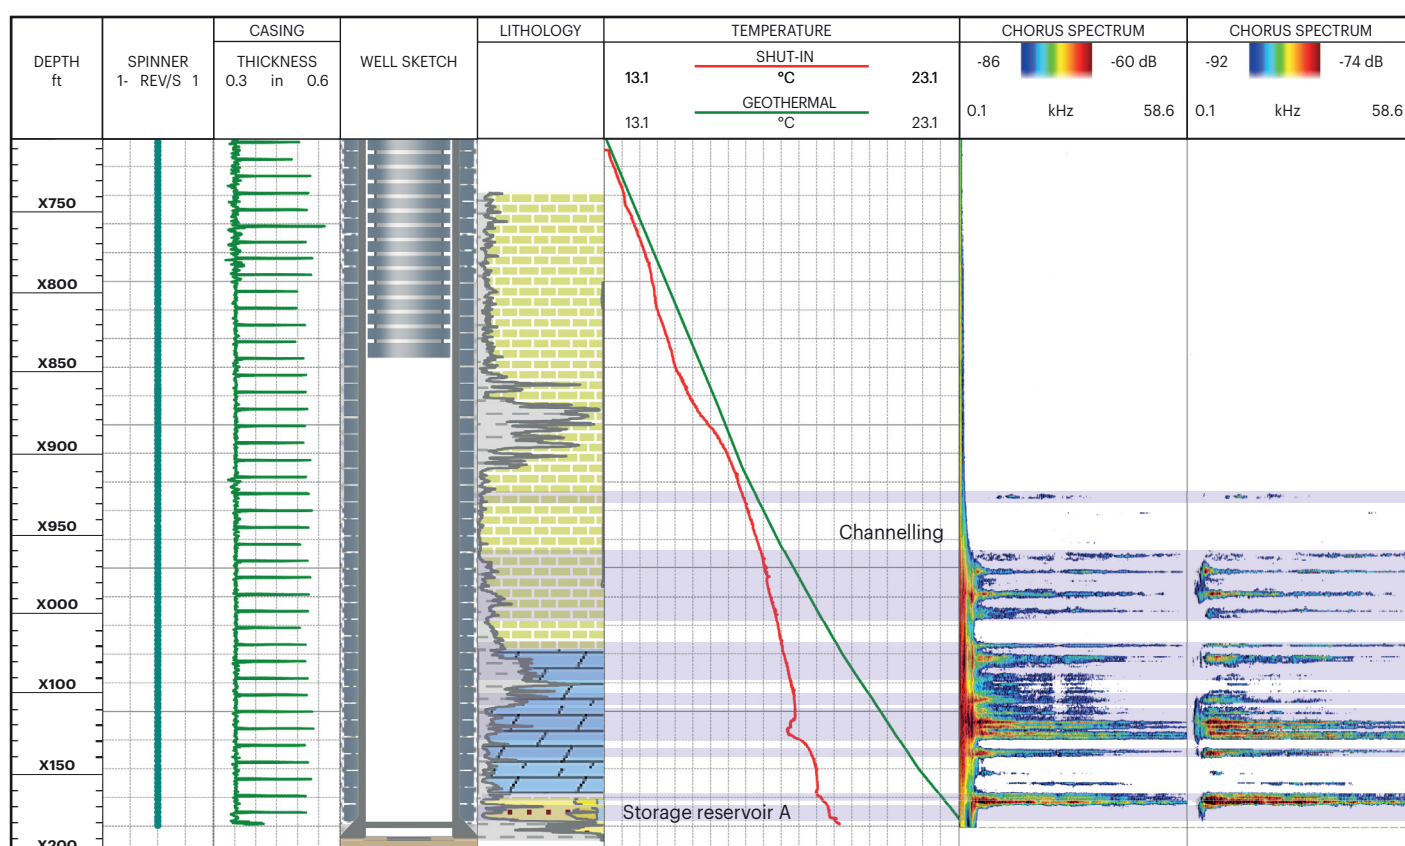 CASING
LITHOLOGY
TEMPERATURE
CHORUS SPECTRUM
CHORUS SPECTRUM
DEPTH
ft
SPINNER
1- REV/S 1
THICKNESS
0.3 in 0.6
WELL SKETCH
SHUT-IN
13.1 °C 23.1
GEOTHERMAL
13.1 °C 23.1
-86 -60 dB
0.1 kHz 58.6
-92 -74 dB
0.1 kHz 58.6
X750
X800
X850
X900
X950
X000
X100
X150
X200
Channelling
Storage reservoir A